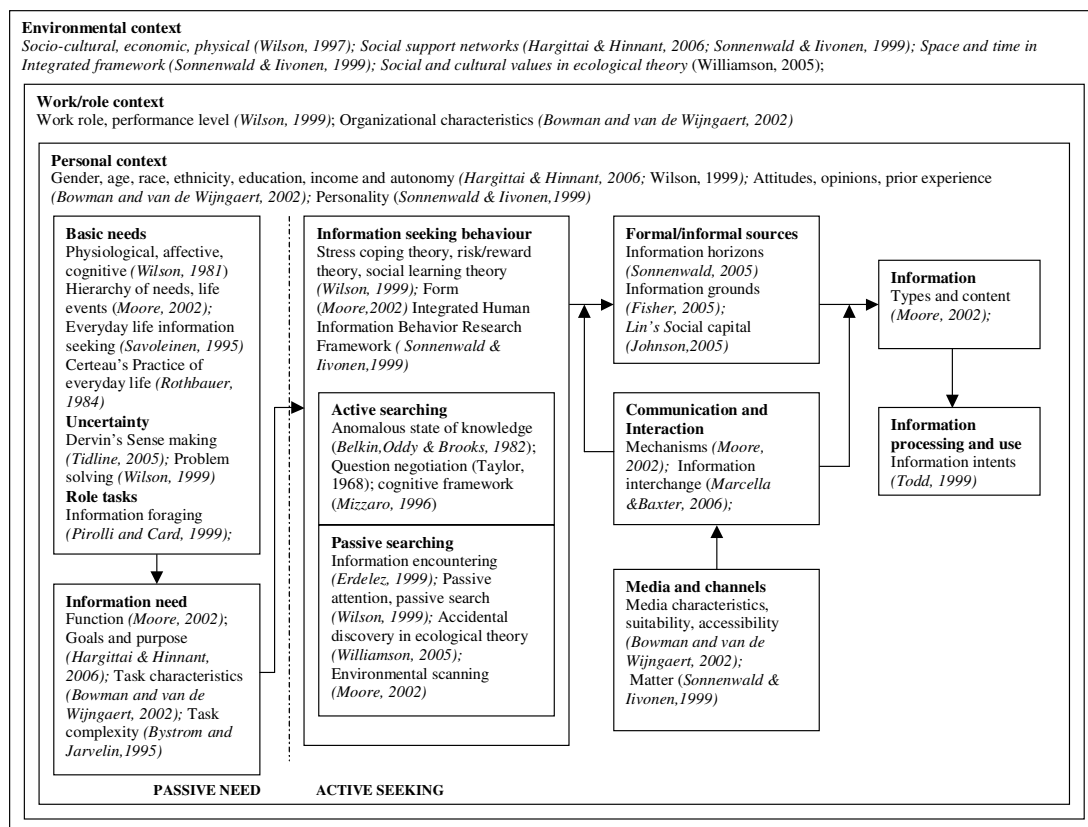 Environmental context
Socio-cultural, economic, physical (Wilson, 1997); Social support networks (Hargittai & Hinnant, 2006; Sonnenwald & Iivonen, 1999); Space and time in
Integrated framework (Sonnenwald & Iivonen, 1999); Social and cultural values in ecological theory (Williamson, 2005);
Work/role context
Work role, performance level (Wilson, 1999); Organizational characteristics (Bowman and van de Wijngaert, 2002)
Personal context
Gender, age, race, ethnicity, education, income and autonomy (Hargittai & Hinnant, 2006; Wilson, 1999); Attitudes, opinions, prior experience
(Bowman and van de Wijngaert, 2002); Personality (Sonnenwald & Iivonen,1999)
Basic needs
Physiological, affective,
cognitive (Wilson, 1981)
Hierarchy of needs, life
events (Moore, 2002);
Everyday life information
seeking (Savoleinen, 1995)
Certeau's Practice of
everyday life (Rothbauer,
1984)
Uncertainty
Dervin's Sense making
(Tidline, 2005); Problem
solving (Wilson, 1999)
Role tasks
Information foraging
(Pirolli and Card, 1999);
Information need
Function (Moore, 2002);
Goals and purpose
(Hargittai & Hinnant,
2006); Task characteristics
(Bowman and van de
Wijngaert, 2002); Task
complexity (Bystrom and
Jarvelin,1995)
PASSIVE NEED
Information seeking behaviour
Stress coping theory, risk/reward
theory, social learning theory
(Wilson, 1999); Form
(Moore,2002) Integrated Human
Information Behavior Research
Framework ( Sonnenwald &
Iivonen,1999)
Active searching
Anomalous state of knowledge
(Belkin,Oddy & Brooks, 1982);
Question negotiation (Taylor,
1968); cognitive framework
(Mizzaro, 1996)
Passive searching
Information encountering
(Erdelez, 1999); Passive
attention, passive search
(Wilson, 1999); Accidental
discovery in ecological theory
(Williamson, 2005);
Environmental scanning
(Moore, 2002)
ACTIVE SEEKING
Formal/informal sources
Information horizons
(Sonnenwald, 2005)
Information grounds
(Fisher, 2005);
Lin's Social capital
(Johnson,2005)
Communication and
Interaction
Mechanisms (Moore,
2002); Information
interchange (Marcella
&Baxter, 2006);
Media and channels
Media characteristics,
suitability, accessibility
(Bowman and van de
Wijngaert, 2002);
Matter (Sonnenwald &
Iivonen,1999)
Information
Types and content
(Moore, 2002);
Information
processing and use
Information intents
(Todd, 1999)